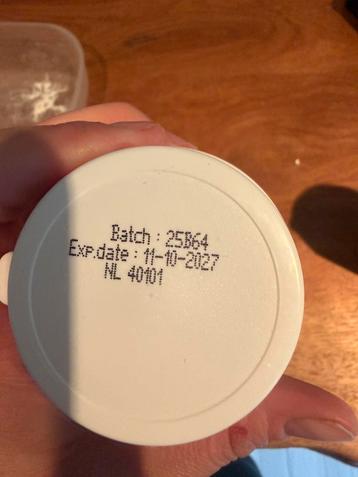 Batch : 25B64
Exp.date : 11-10-2027
NL 40101